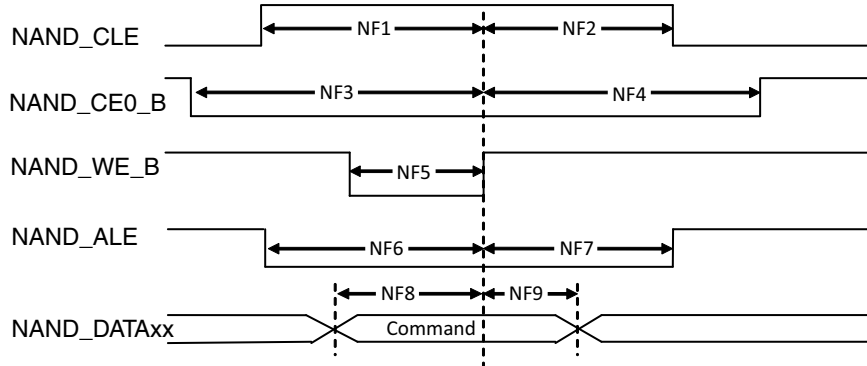 NAND_CLE
NF1
NF2
NAND_CE0_B
NF3
NF4
NAND_WE_B
NF5
NAND_ALE
NF6
NF7
NF8
NF9
NAND_DATAxx
Command